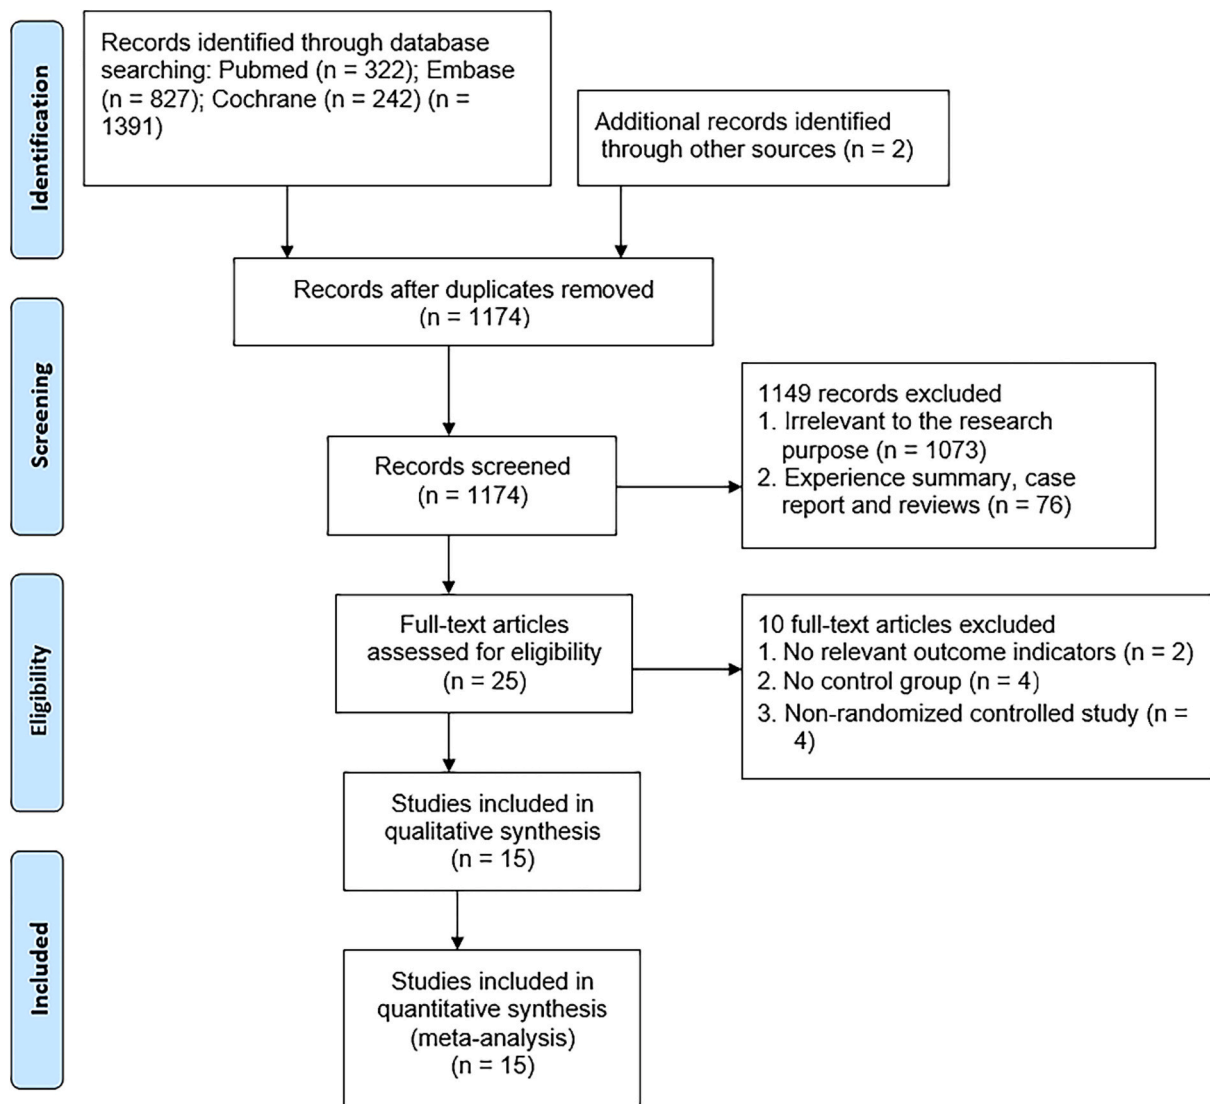 Identification
Records identified through database
searching: Pubmed (n = 322); Embase
(n = 827); Cochrane (n = 242) (n =
1391)
Additional records identified
through other sources (n = 2)
Records after duplicates removed
(n = 1174)
Screening
Records screened
(n = 1174)
1149 records excluded
1. Irrelevant to the research
purpose (n = 1073)
2. Experience summary, case
report and reviews (n = 76)
Eligibility
Full-text articles
assessed for eligibility
(n = 25)
10 full-text articles excluded
1. No relevant outcome indicators (n = 2)
2. No control group (n = 4)
3. Non-randomized controlled study (n =
4)
Studies included in
qualitative synthesis
(n = 15)
Included
Studies included in
quantitative synthesis
(meta-analysis)
(n = 15)